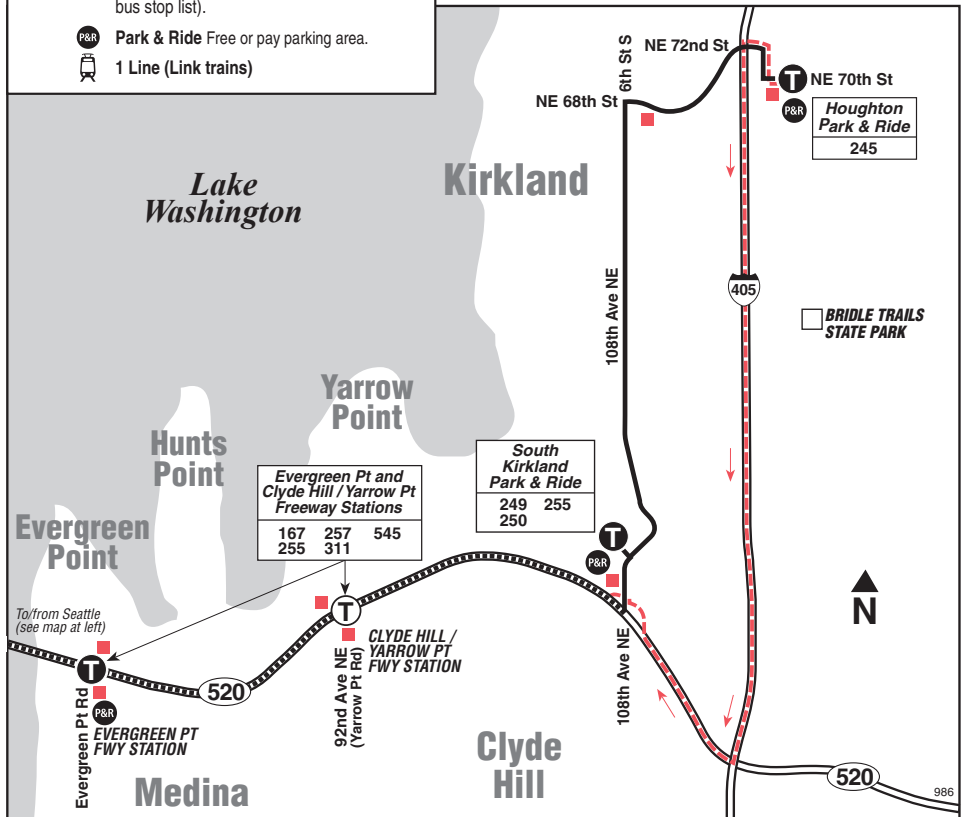 bus stop list).
P&R Park & Ride Free or pay parking area.
1 Line (Link trains)
Lake
Washington
Kirkland
6th St S
NE 72nd St
NE 68th St
T NE 70th St
P&R
Houghton
Park & Ride
245
108th Ave NE
405
BRIDLE TRAILS
STATE PARK
Yarrow
Point
Hunts
Point
Evergreen
Point
Evergreen Pt and
Clyde Hill / Yarrow Pt
Freeway Stations
167 257 545
255 311
South
Kirkland
Park & Ride
249 255
250
T
P&R
N
To/from Seattle
(see map at left)
T
P&R
Evergreen Pt Rd
EVERGREEN PT
FWY STATION
520
T
92nd Ave NE
(Yarrow Pt Rd)
CLYDE HILL /
YARROW PT
FWY STATION
108th Ave NE
Clyde
Hill
Medina
520
986